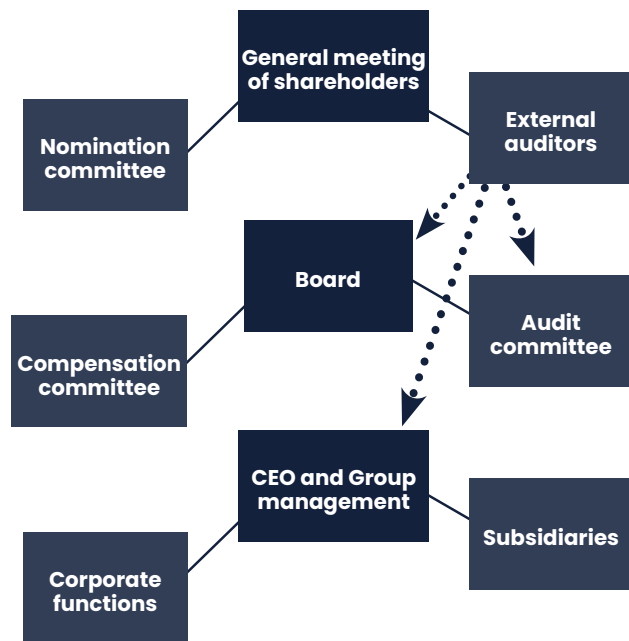 General meeting
of shareholders
External
auditors
Nomination
committee
Board
Audit
committee
Compensation
committee
CEO and Group
management
Subsidiaries
Corporate
functions